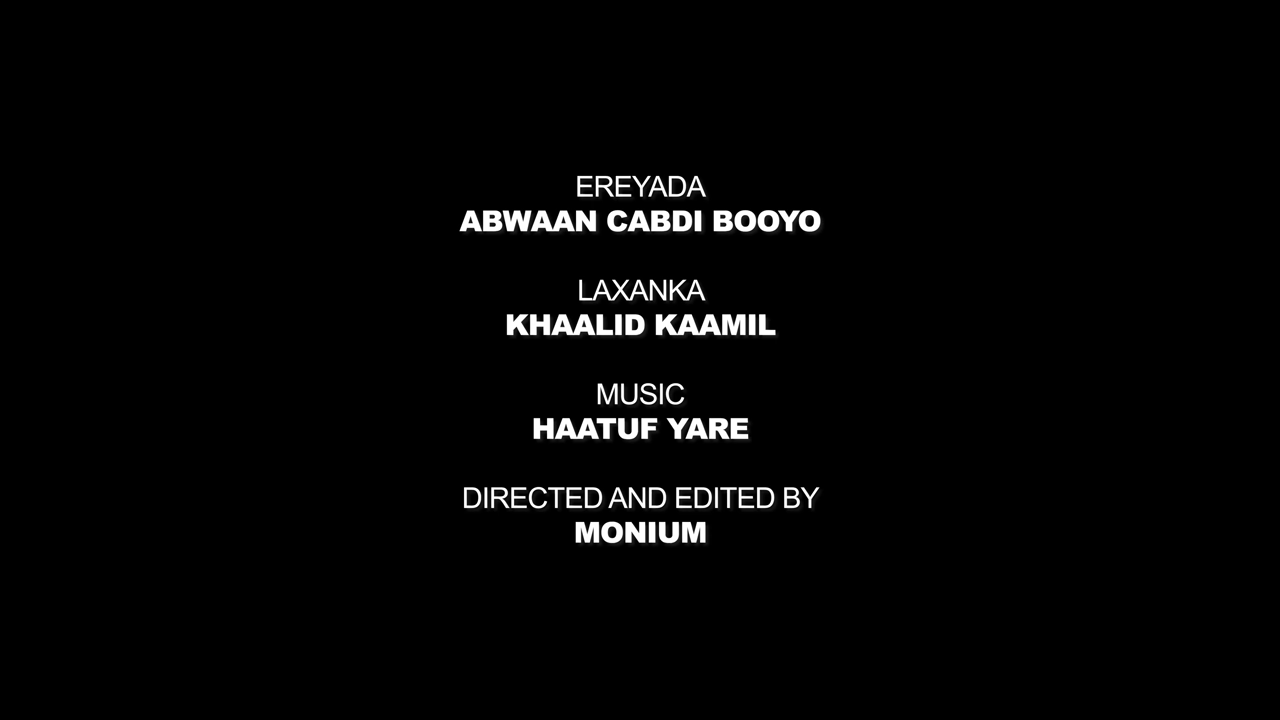 EREYADA
ABWAAN CABDI BOOYO
LAXANKA
KHAALID KAAMIL
MUSIC
HAATUF YARE
DIRECTED AND EDITED BY
MONIUM